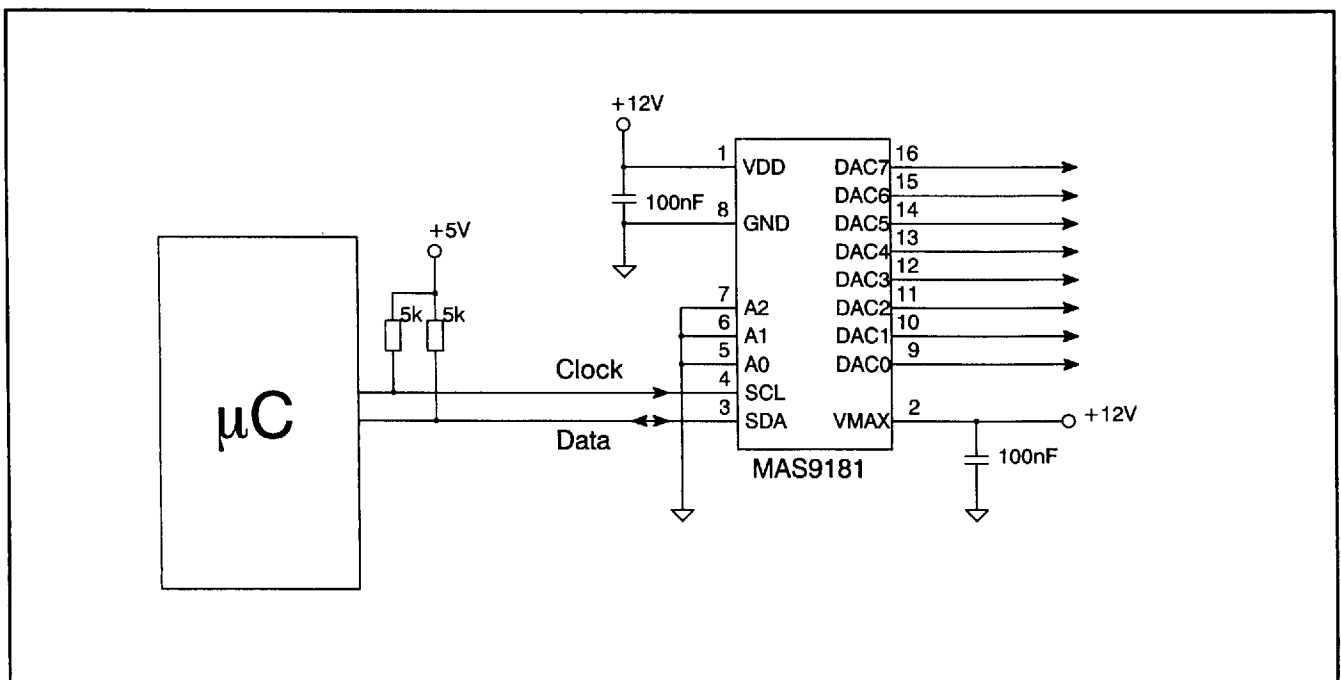 +12V
1
VDD
DAC7
16
DAC6
15
100nF
8
GND
DAC5
14
+5V
DAC4
13
DAC3
12
7
A2
DAC2
11
5k
5k
6
A1
DAC1
10
5
A0
DAC0
9
Clock
4
SCL
µC
3
SDA
VMAX
2
+12V
Data
100nF
MAS9181